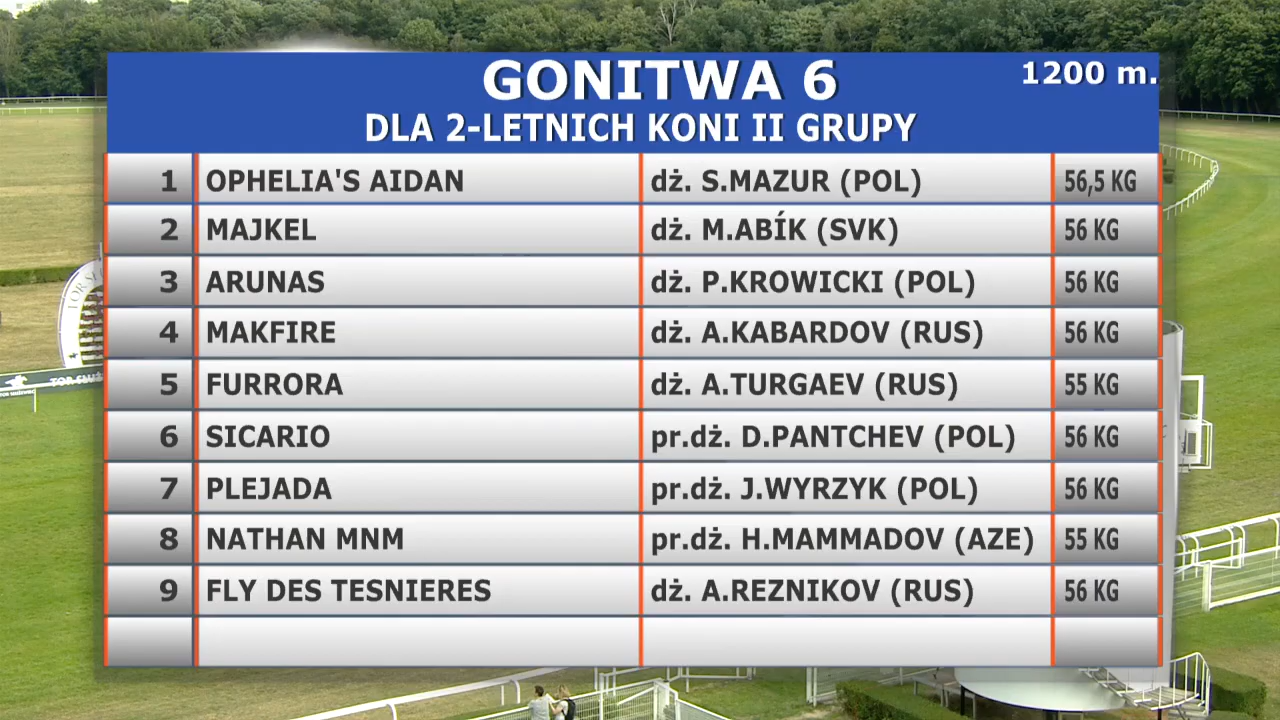 GONITWA 6
1200 m.
DLA 2-LETNICH KONI II GRUPY
1 OPHELIA'S AIDAN dż. S.MAZUR (POL) 56,5 KG
2 MAJKEL dż. M.ABÍK (SVK) 56 KG
3 ARUNAS dż. P.KROWICKI (POL) 56 KG
4 MAKFIRE dż. A.KABARDOV (RUS) 56 KG
5 FURRORA dż. A.TURGAEV (RUS) 55 KG
6 SICARIO pr.dż. D.PANTCHEV (POL) 56 KG
7 PLEJADA pr.dż. J.WYRZYK (POL) 56 KG
8 NATHAN MNM pr.dż. H.MAMMADOV (AZE) 55 KG
9 FLY DES TESNIERES dż. A.REZNIKOV (RUS) 56 KG